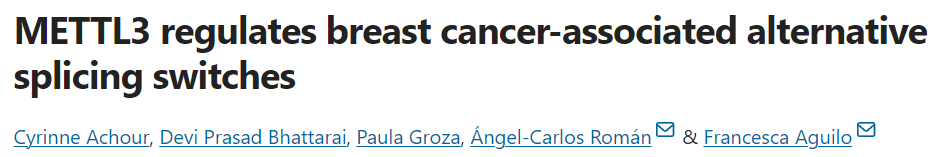 METTL3 regulates breast cancer-associated alternative
splicing switches
Cyrinne Achour, Devi Prasad Bhattarai, Paula Groza, Ángel-Carlos Román & Francesca Aguilo